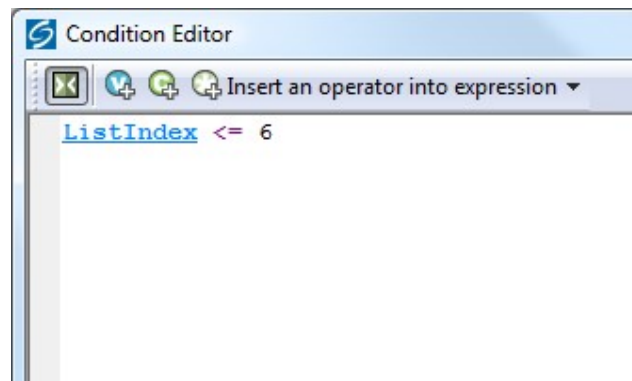 Condition Editor
Insert an operator into expression
ListIndex <= 6